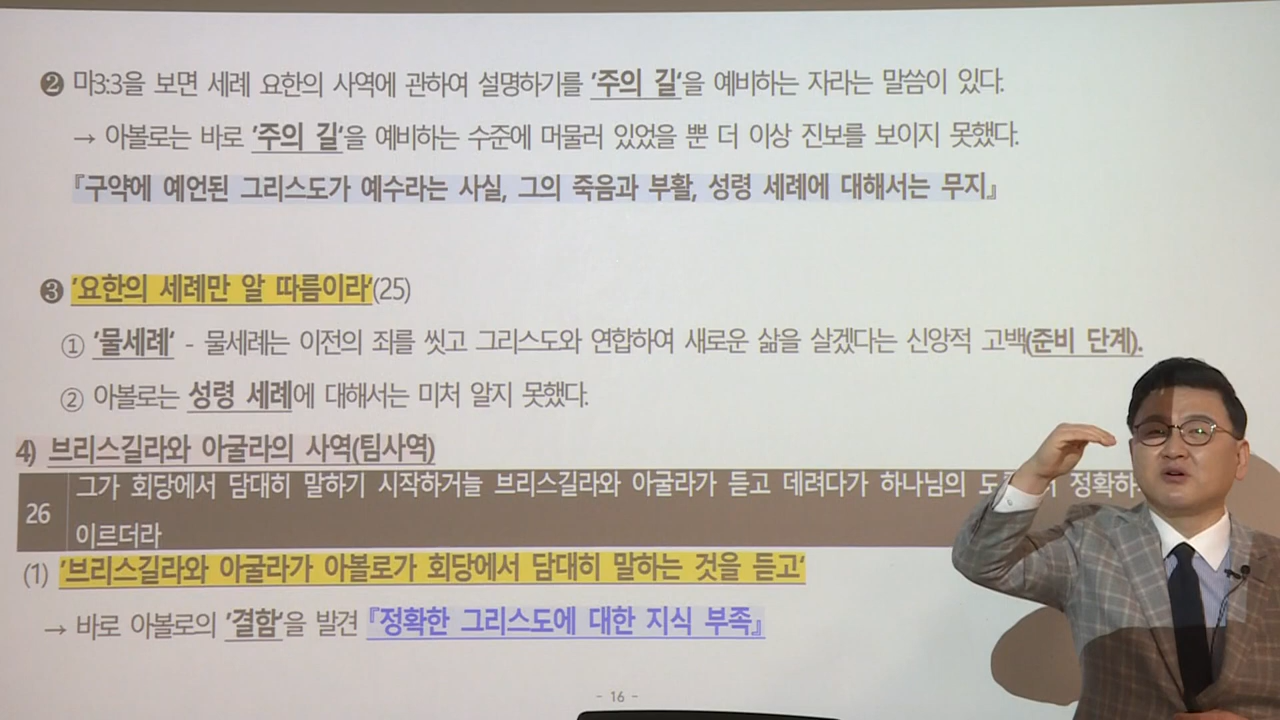 ❷ 마3:3을 보면 세례 요한의 사역에 관하여 설명하기를 '주의 길'을 예비하는 자라는 말씀이 있다.
→ 아볼로는 바로 '주의 길'을 예비하는 수준에 머물러 있었을 뿐 더 이상 진보를 보이지 못했다.
『구약에 예언된 그리스도가 예수라는 사실, 그의 죽음과 부활, 성령 세례에 대해서는 무지』
❸ '요한의 세례만 알 따름이라'(25)
① '물세례' - 물세례는 이전의 죄를 씻고 그리스도와 연합하여 새로운 삶을 살겠다는 신앙적 고백(준비 단계).
② 아볼로는 성령 세례에 대해서는 미처 알지 못했다.
4) 브리스길라와 아굴라의 사역(팀사역)
26 그가 회당에서 담대히 말하기 시작하거늘 브리스길라와 아굴라가 듣고 데려다가 하나님의 정확하
이르더라
(1) '브리스길라와 아굴라가 아볼로가 회당에서 담대히 말하는 것을 듣고'
→ 바로 아볼로의 '결함'을 발견 『정확한 그리스도에 대한 지식 부족』
- 16 -